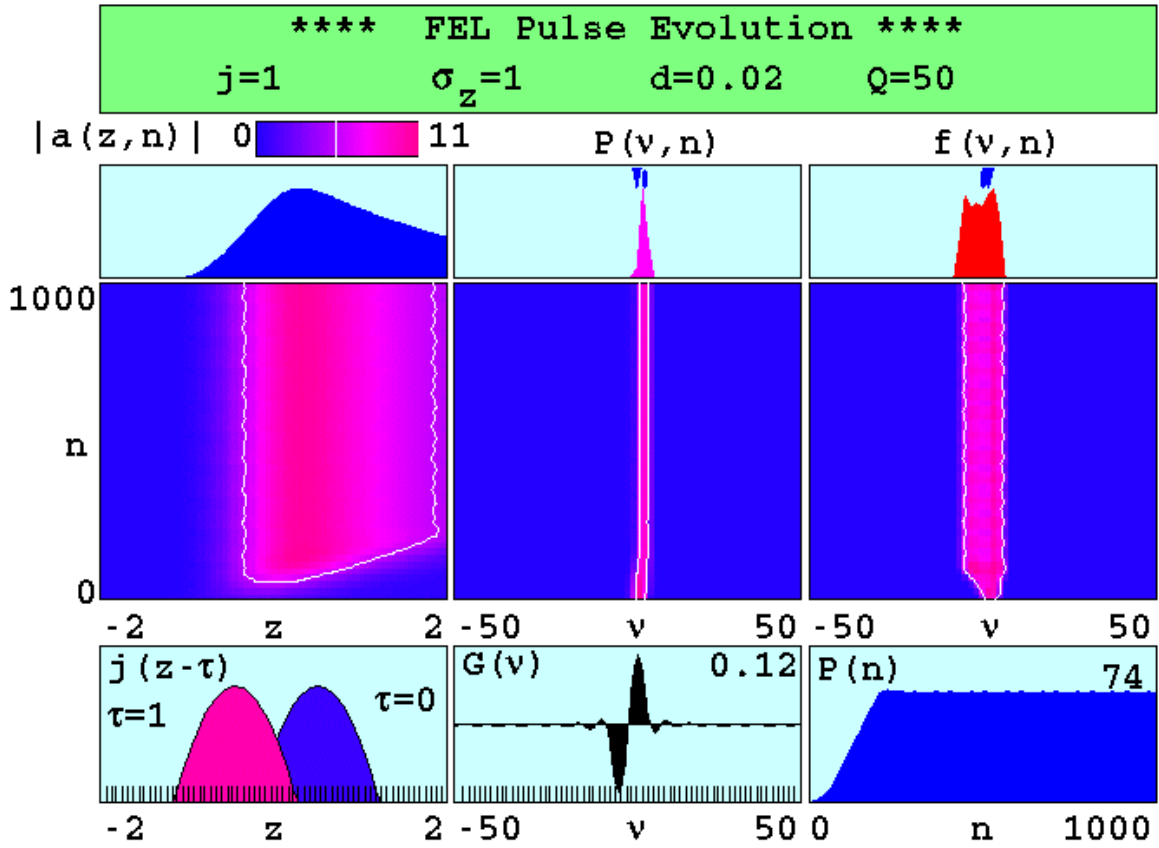 **** FEL Pulse Evolution ****
j=1 σz=1 d=0.02 Q=50
|a(z,n)| 0 11 P(ν,n) f(ν,n)
1000
n
0
-2 z 2 -50 ν 50 -50 ν 50
j(z-τ) G(ν) 0.12 P(n) 74
τ=1 τ=0
-2 z 2 -50 ν 50 0 n 1000